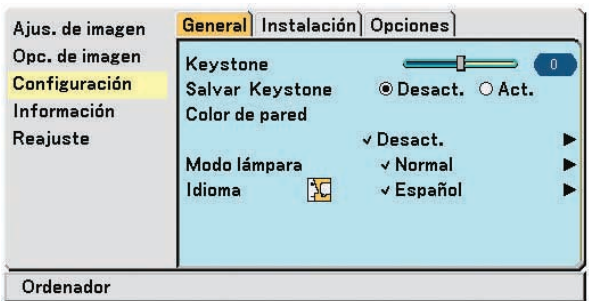 Ajus. de imagen
Opc. de imagen
Configuración
Información
Reajuste
General Instalación Opciones
Keystone 0
Salvar Keystone Desact. Act.
Color de pared
✓ Desact.
Modo lámpara ✓ Normal
Idioma ✓ Español
Ordenador